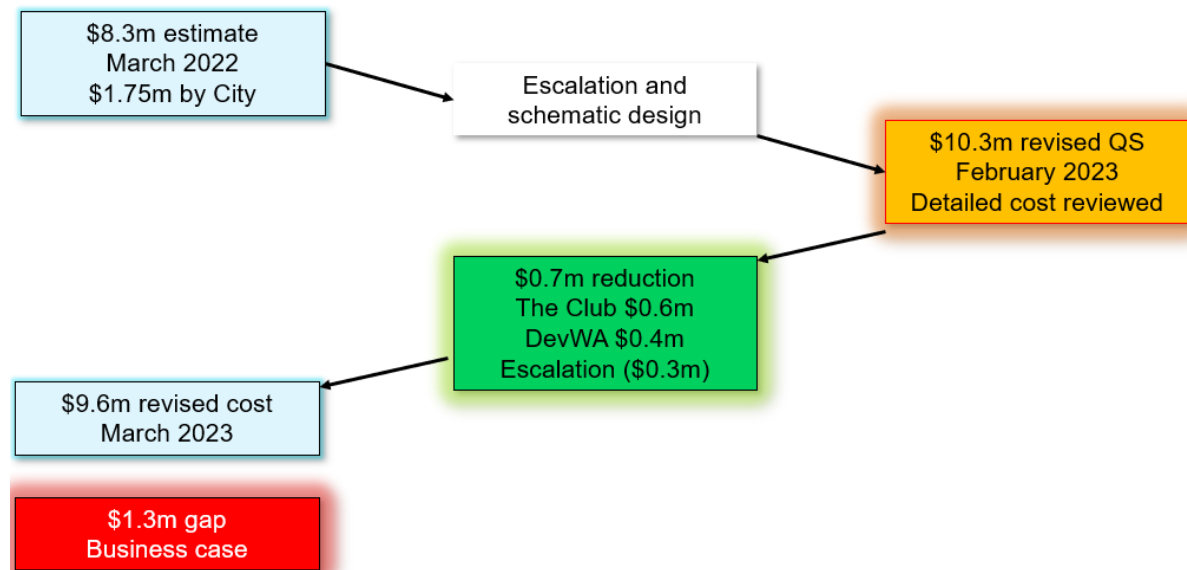 $8.3m estimate
March 2022
$1.75m by City
Escalation and
schematic design
$10.3m revised QS
February 2023
Detailed cost reviewed
$0.7m reduction
The Club $0.6m
DevWA $0.4m
Escalation ($0.3m)
$9.6m revised cost
March 2023
$1.3m gap
Business case